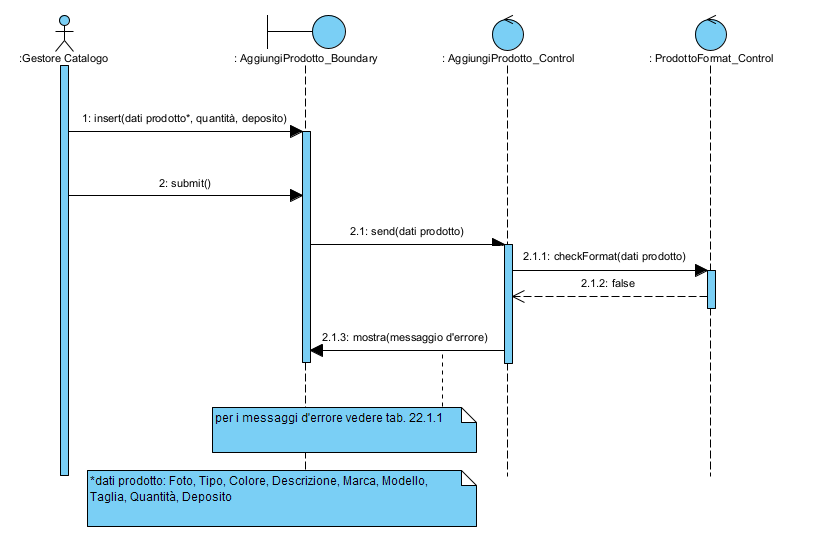 :Gestore Catalogo
: AggiungiProdotto_Boundary
: AggiungiProdotto_Control
: ProdottoFormat_Control
1: insert(dati prodotto*, quantità, deposito)
2: submit()
2.1: send(dati prodotto)
2.1.1: checkFormat(dati prodotto)
2.1.2: false
2.1.3: mostra(messaggio d'errore)
per i messaggi d'errore vedere tab. 22.1.1
*dati prodotto: Foto, Tipo, Colore, Descrizione, Marca, Modello,
Taglia, Quantità, Deposito